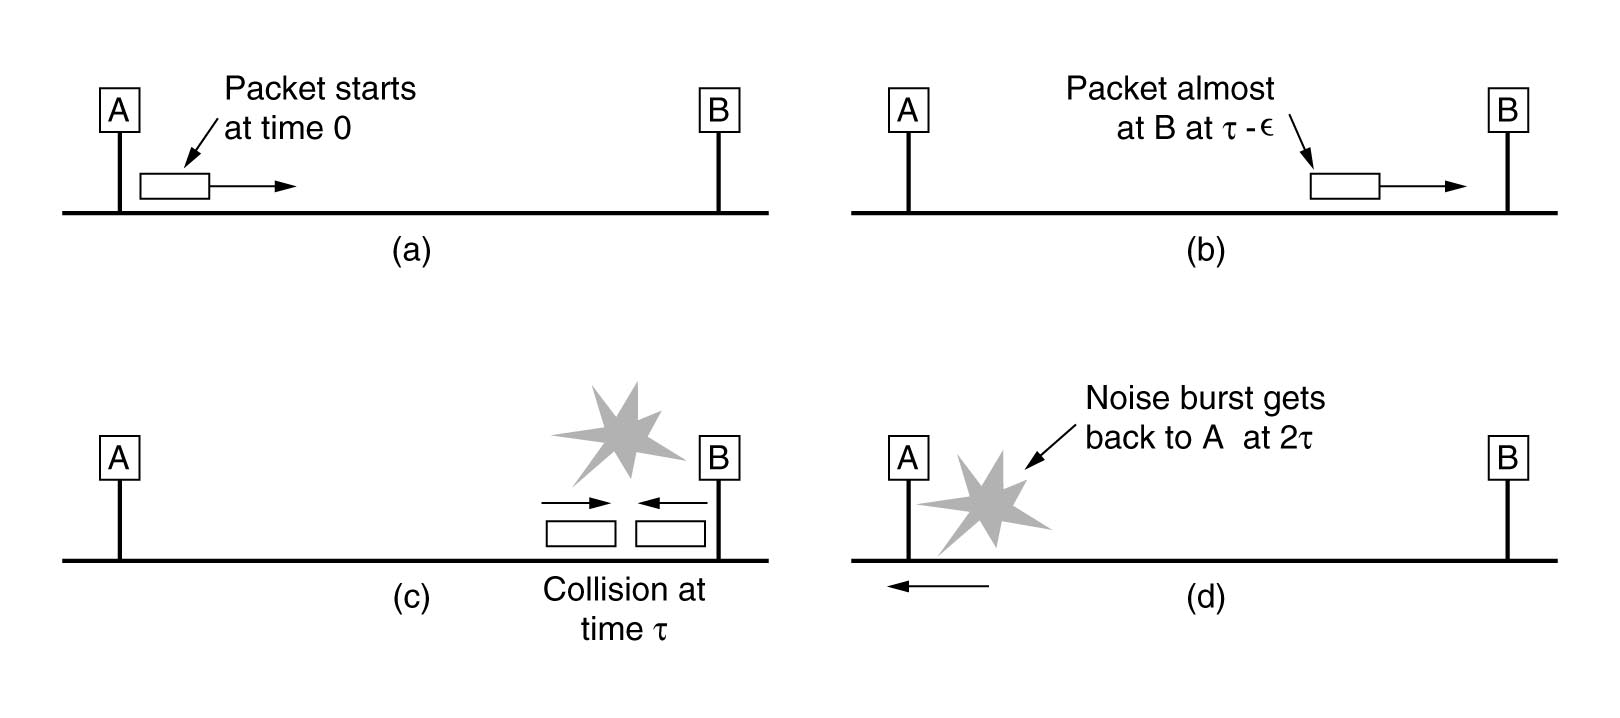 A
Packet starts
at time 0
B
(a)
A
Packet almost
at B at τ - ϵ
B
(b)
A
B
(c)
Collision at
time τ
A
Noise burst gets
back to A at 2τ
B
(d)